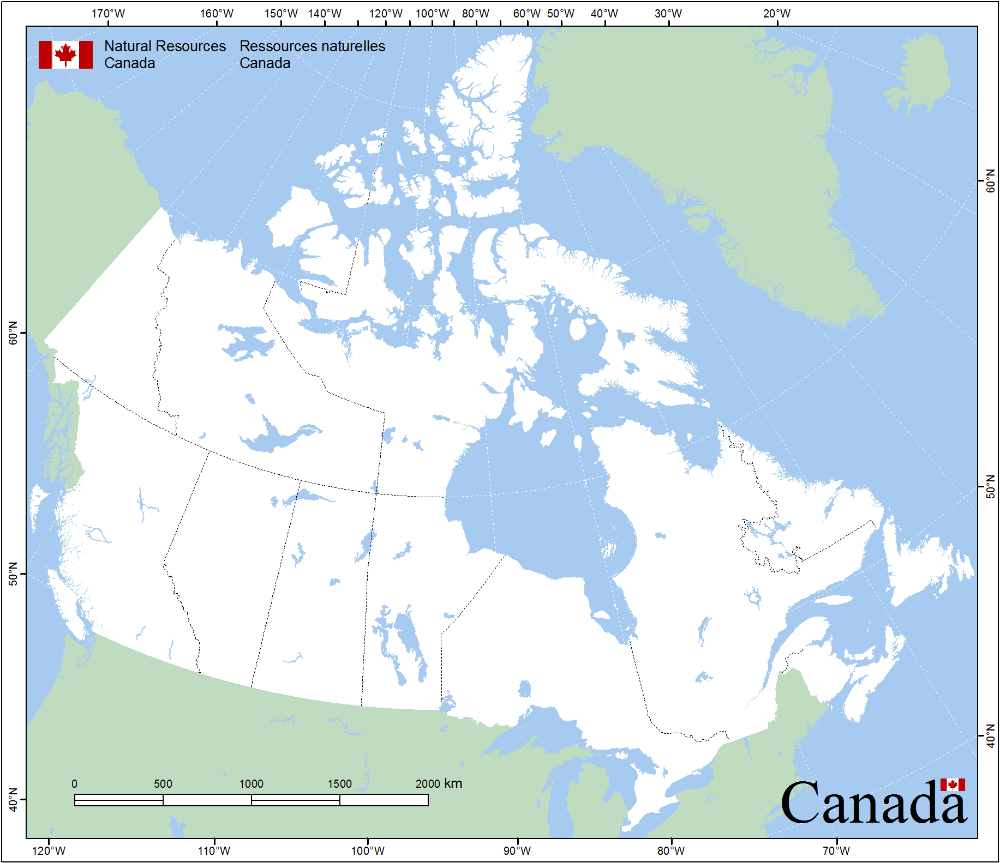 170°W 160°W 150°W 140°W 120°W 100°W 80°W 60°W 50°W 40°W 30°W 20°W
Natural Resources Ressources naturelles
Canada Canada
60°N
60°N
50°N
50°N
40°N
40°N
0 500 1000 1500 2000 km
Canada
120°W 110°W 100°W 90°W 80°W 70°W